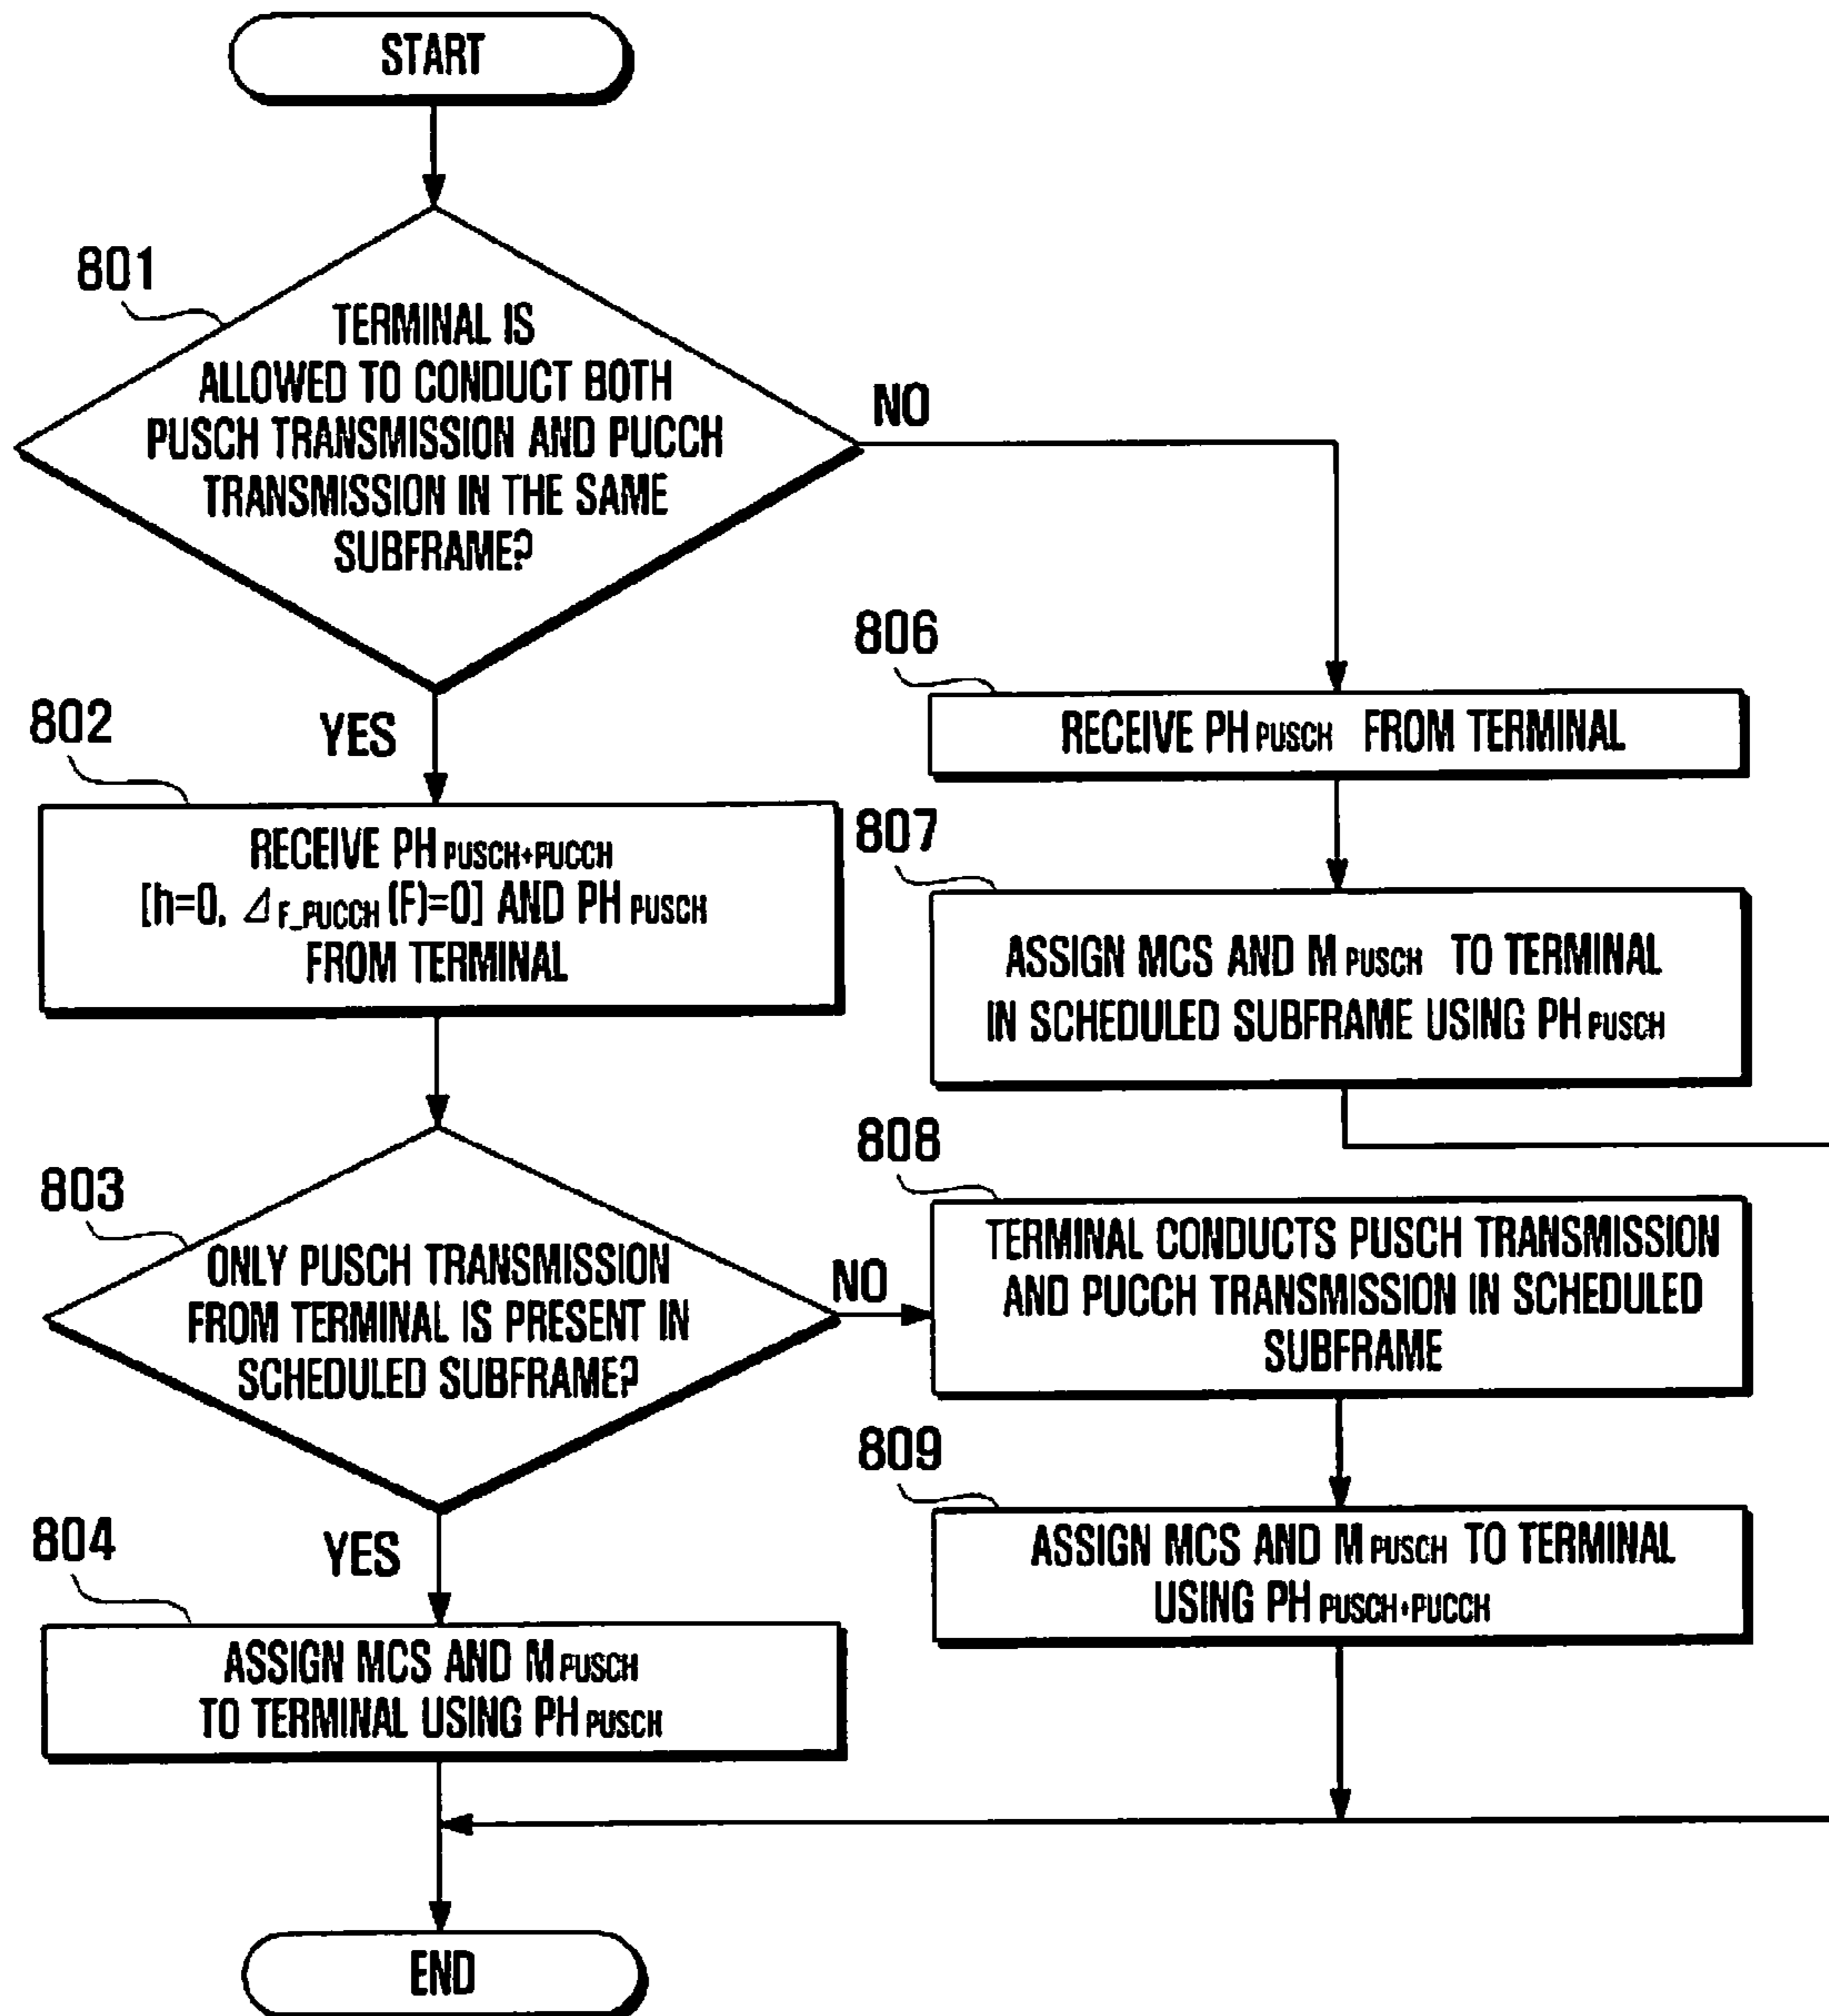 START
801
TERMINAL IS
ALLOWED TO CONDUCT BOTH
PUSCH TRANSMISSION AND PUCCH
TRANSMISSION IN THE SAME
SUBFRAME?
NO
YES
802
RECEIVE PH PUSCH+PUCCH
[h=0, Δ F_PUCCH (F)=0] AND PH PUSCH
FROM TERMINAL
806
RECEIVE PH PUSCH FROM TERMINAL
807
ASSIGN MCS AND M PUSCH TO TERMINAL
IN SCHEDULED SUBFRAME USING PH PUSCH
803
ONLY PUSCH TRANSMISSION
FROM TERMINAL IS PRESENT IN
SCHEDULED SUBFRAME?
NO
YES
808
TERMINAL CONDUCTS PUSCH TRANSMISSION
AND PUCCH TRANSMISSION IN SCHEDULED
SUBFRAME
809
ASSIGN MCS AND M PUSCH TO TERMINAL
USING PH PUSCH+PUCCH
804
ASSIGN MCS AND M PUSCH
TO TERMINAL USING PH PUSCH
END